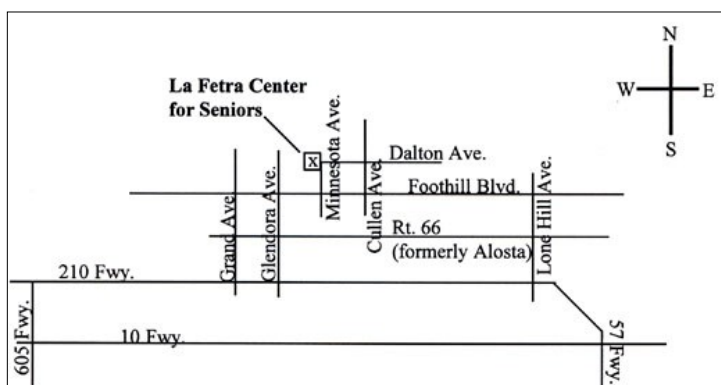 N
La Fetra Center
for Seniors
W
E
S
Minnesota Ave.
x
Dalton Ave.
Foothill Blvd.
Cullen Ave.
Grand Ave.
Glendora Ave.
Lone Hill Ave.
Rt. 66
(formerly Alosta)
210 Fwy.
605 Fwy.
10 Fwy.
57 Fwy.